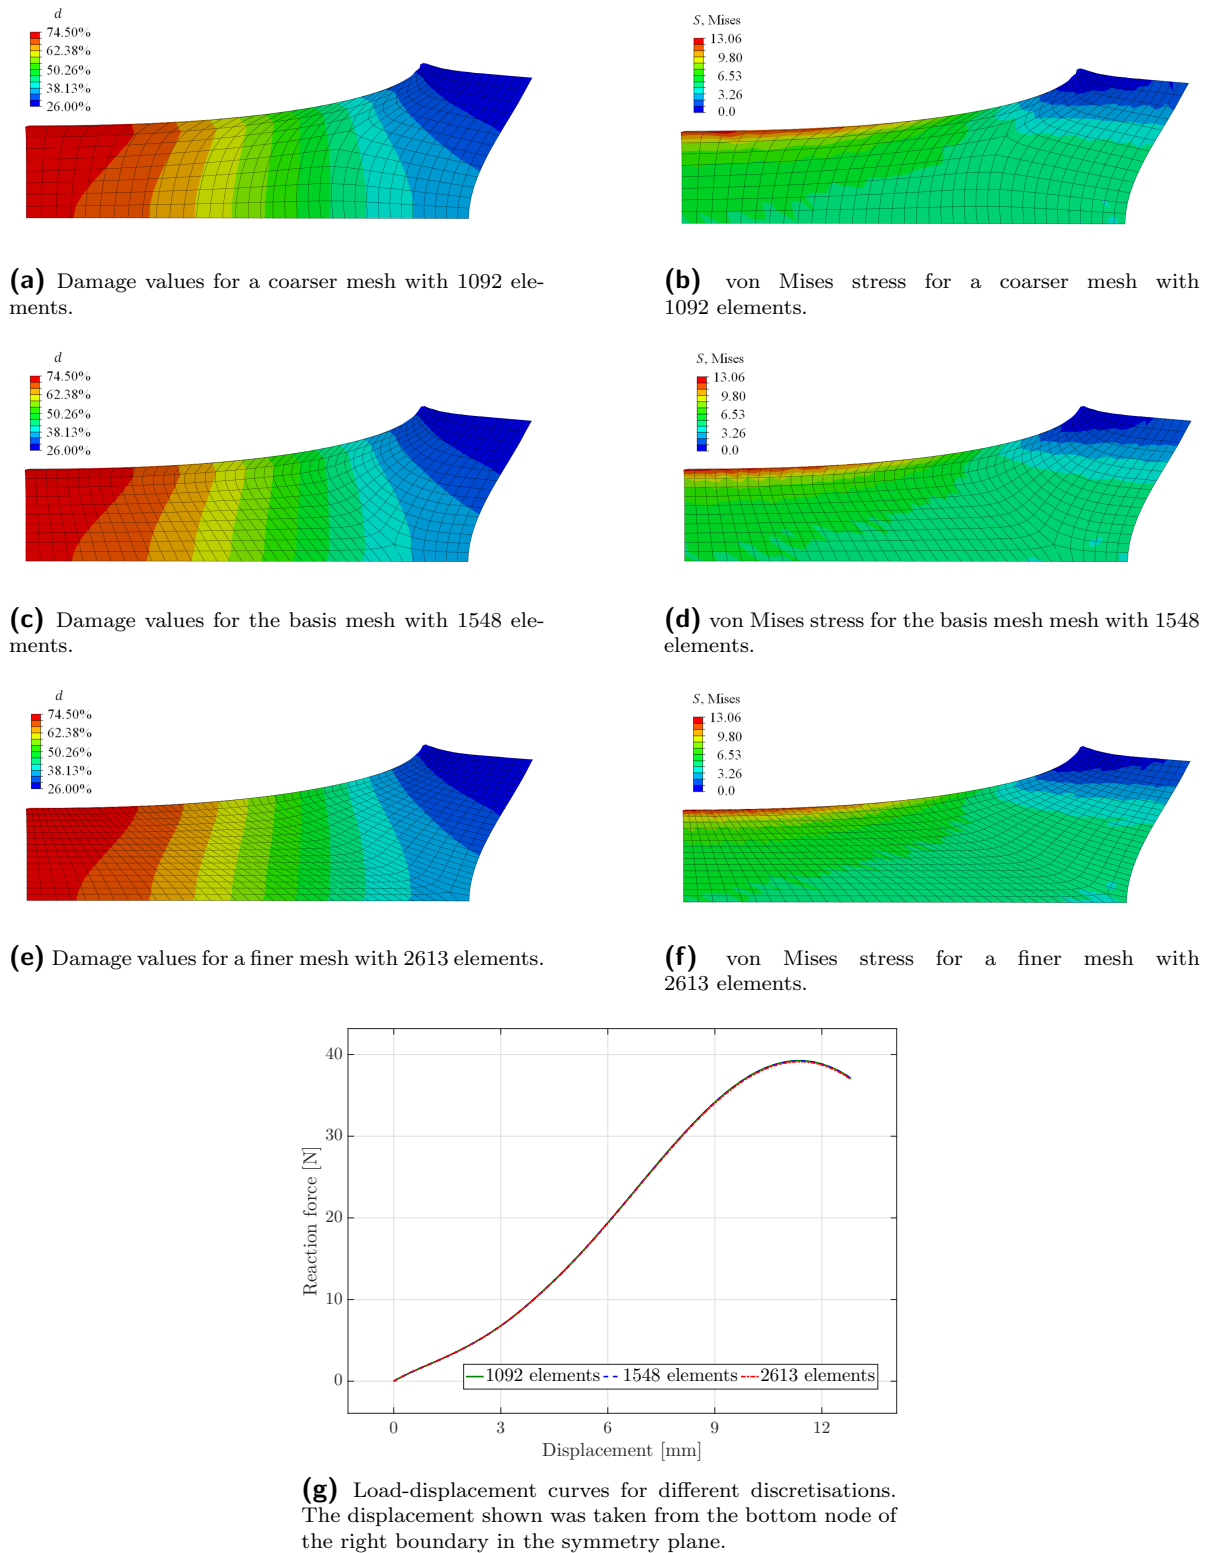 d
74.50%
62.38%
50.26%
38.13%
26.00%
S, Mises
13.06
9.80
6.53
3.26
0.0
(a) Damage values for a coarser mesh with 1092 ele-
ments.
(b) von Mises stress for a coarser mesh with
1092 elements.
d
74.50%
62.38%
50.26%
38.13%
26.00%
S, Mises
13.06
9.80
6.53
3.26
0.0
(c) Damage values for the basis mesh with 1548 ele-
ments.
(d) von Mises stress for the basis mesh mesh with 1548
elements.
d
74.50%
62.38%
50.26%
38.13%
26.00%
S, Mises
13.06
9.80
6.53
3.26
0.0
(e) Damage values for a finer mesh with 2613 elements.
(f) von Mises stress for a finer mesh with
2613 elements.
Reaction force [N]
40
30
20
10
0
1092 elements 1548 elements 2613 elements
0 3 6 9 12
Displacement [mm]
(g) Load-displacement curves for different discretisations.
The displacement shown was taken from the bottom node of
the right boundary in the symmetry plane.